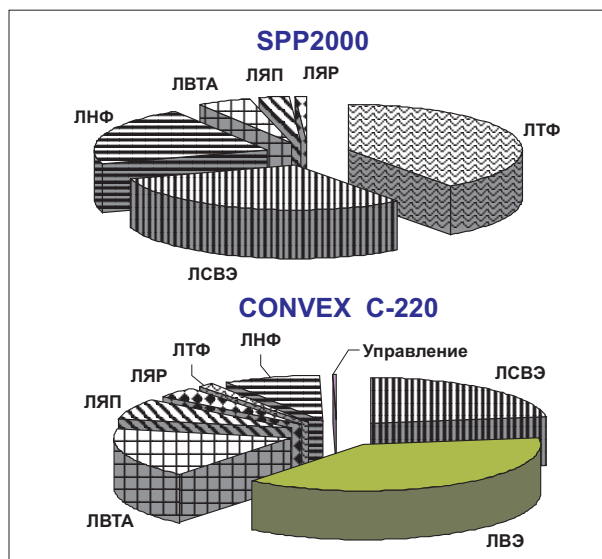 SPP2000
ЛВТА
ЛЯП
ЛЯР
ЛНФ
ЛТФ
ЛСВЭ
CONVEX C-220
ЛНФ
Управление
ЛТФ
ЛСВЭ
ЛЯР
ЛЯП
ЛВТА
ЛВЭ